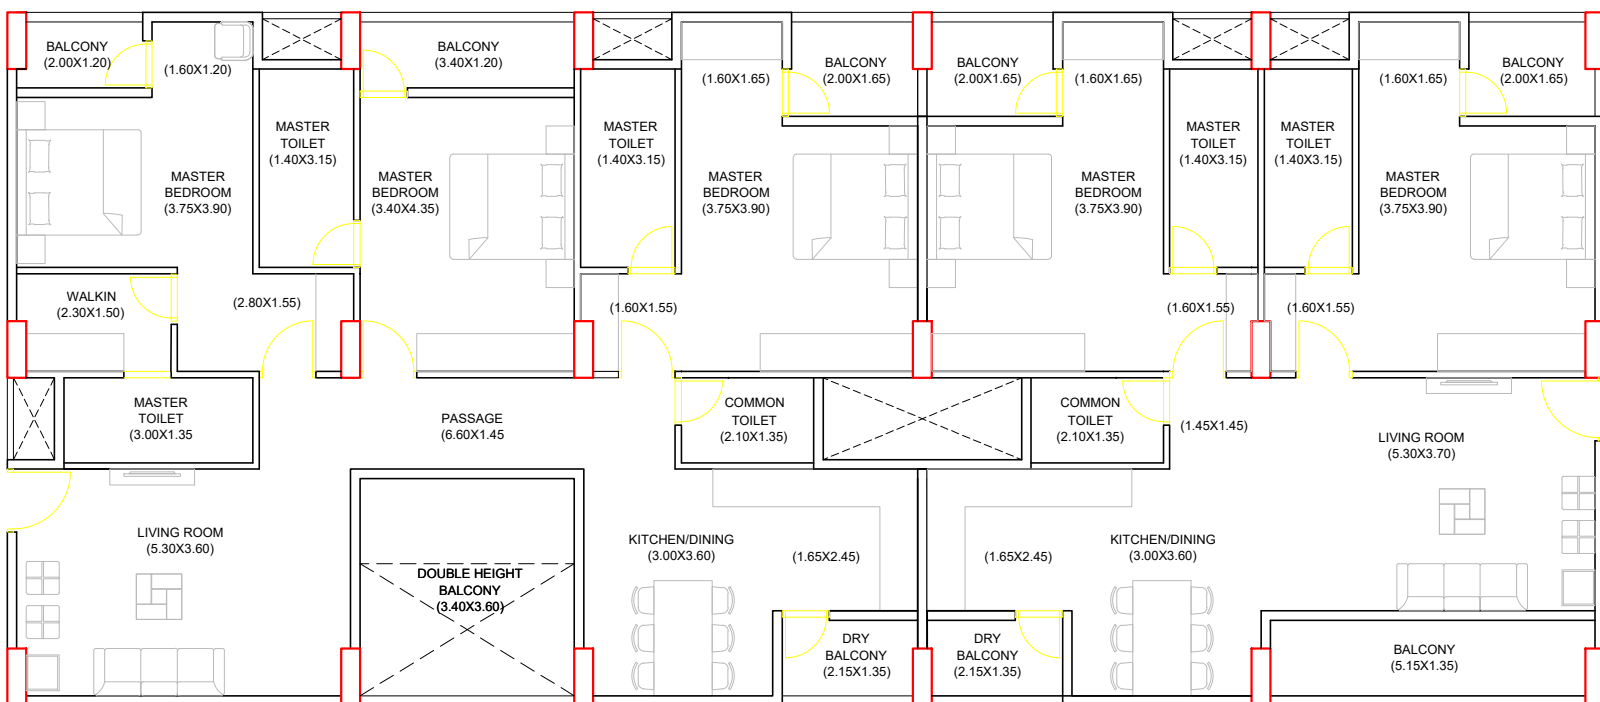 BALCONY
(2.00X1.20)
(1.60X1.20)
BALCONY
(3.40X1.20)
(1.60X1.65)
BALCONY
(2.00X1.65)
BALCONY
(2.00X1.65)
(1.60X1.65)
(1.60X1.65)
BALCONY
(2.00X1.65)
MASTER
TOILET
(1.40X3.15)
MASTER
TOILET
(1.40X3.15)
MASTER
TOILET
(1.40X3.15)
MASTER
TOILET
(1.40X3.15)
MASTER
BEDROOM
(3.75X3.90)
MASTER
BEDROOM
(3.40X4.35)
MASTER
BEDROOM
(3.75X3.90)
MASTER
BEDROOM
(3.75X3.90)
MASTER
BEDROOM
(3.75X3.90)
WALKIN
(2.30X1.50)
(2.80X1.55)
(1.60X1.55)
(1.60X1.55)
(1.60X1.55)
MASTER
TOILET
(3.00X1.35
PASSAGE
(6.60X1.45
COMMON
TOILET
(2.10X1.35)
COMMON
TOILET
(2.10X1.35)
(1.45X1.45)
LIVING ROOM
(5.30X3.70)
LIVING ROOM
(5.30X3.60)
DOUBLE HEIGHT
BALCONY
(3.40X3.60)
KITCHEN/DINING
(3.00X3.60)
(1.65X2.45)
(1.65X2.45)
KITCHEN/DINING
(3.00X3.60)
DRY
BALCONY
(2.15X1.35)
DRY
BALCONY
(2.15X1.35)
BALCONY
(5.15X1.35)